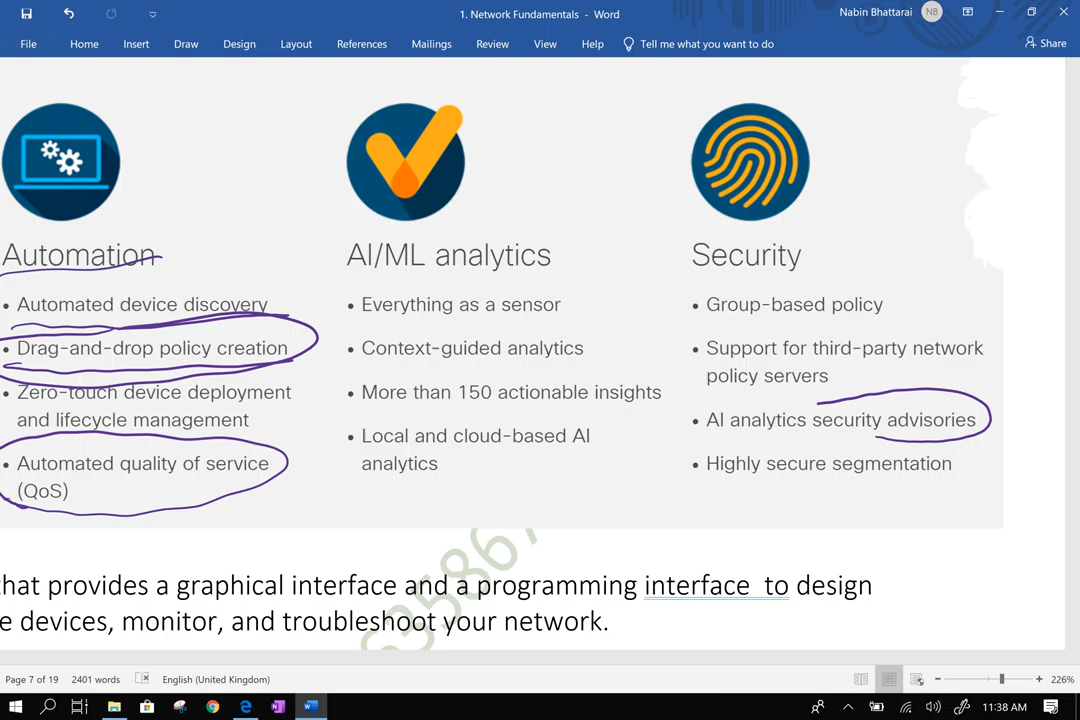 1. Network Fundamentals - Word
Nabin Bhattarai NB
File Home Insert Draw Design Layout References Mailings Review View Help Tell me what you want to do Share
Automation
• Automated device discovery
• Drag-and-drop policy creation
• Zero-touch device deployment
and lifecycle management
• Automated quality of service
(QoS)
AI/ML analytics
• Everything as a sensor
• Context-guided analytics
• More than 150 actionable insights
• Local and cloud-based AI
analytics
Security
• Group-based policy
• Support for third-party network
policy servers
• AI analytics security advisories
• Highly secure segmentation
that provides a graphical interface and a programming interface to design
e devices, monitor, and troubleshoot your network.
Page 7 of 19 2401 words English (United Kingdom) 226%
11:38 AM